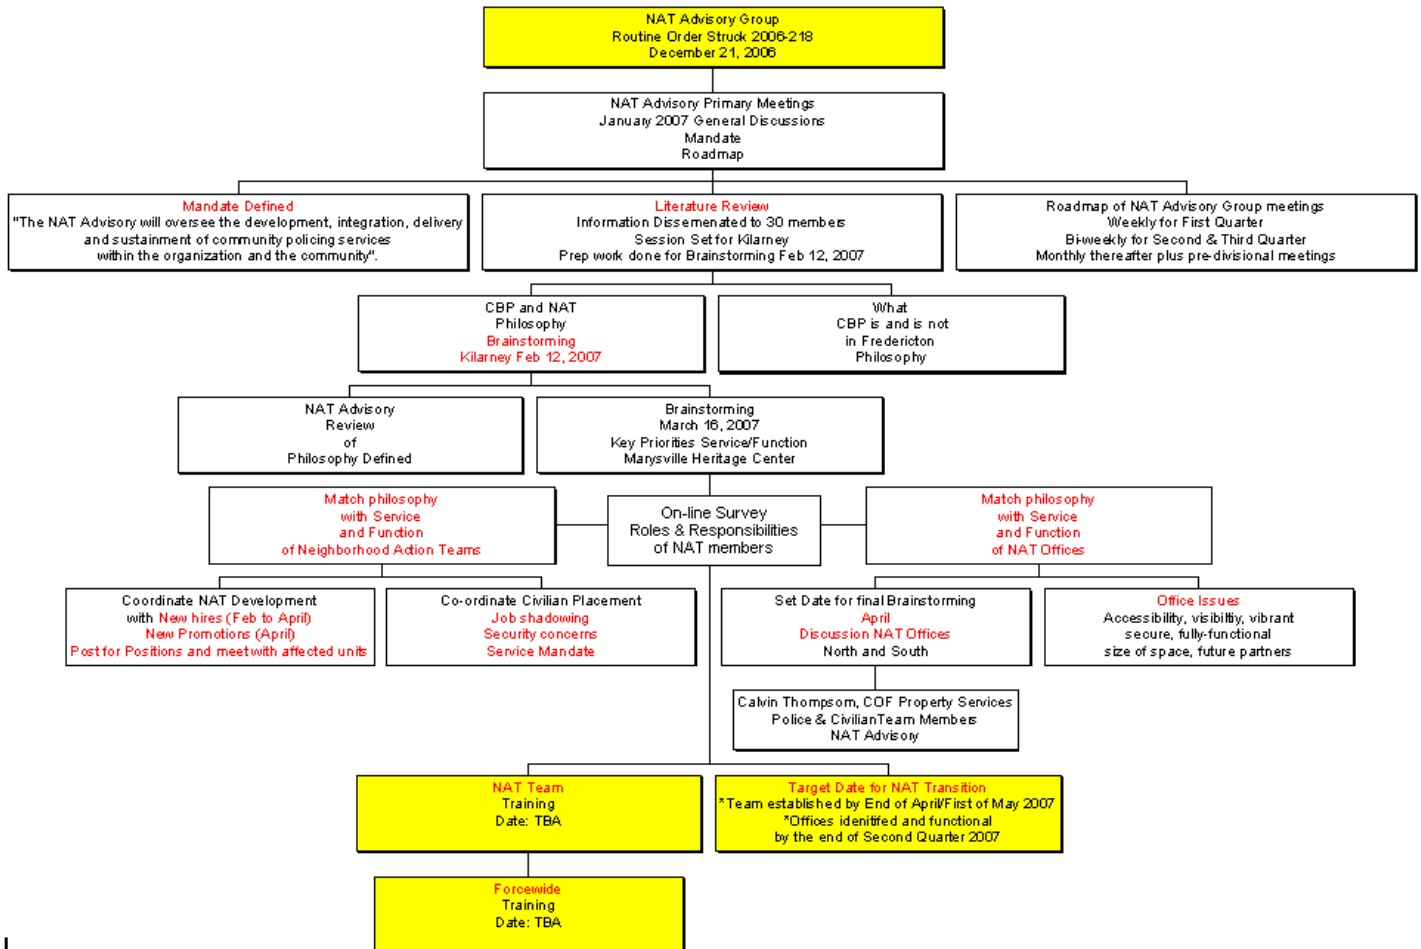 NAT Advisory Group
Routine Order Struck 2006-218
December 21, 2006
NAT Advisory Primary Meetings
January 2007 General Discussions
Mandate
Roadmap
Mandate Defined
"The NAT Advisory will oversee the development, integration, delivery
and sustainment of community policing services
within the organization and the community".
Literature Review
Information Dissemenated to 30 members
Session Set for Kilarney
Prep work done for Brainstorming Feb 12, 2007
Roadmap of NAT Advisory Group meetings
Weekly for First Quarter
Bi-weekly for Second & Third Quarter
Monthly thereafter plus pre-divisional meetings
CBP and NAT
Philosophy
Brainstorming
Kilarney Feb 12, 2007
What
CBP is and is not
in Fredericton
Philosophy
NAT Advisory
Review
of
Philosophy Defined
Brainstorming
March 16, 2007
Key Priorities Service/Function
Marysville Heritage Center
Match philosophy
with Service
and Function
of Neighborhood Action Teams
On-line Survey
Roles & Responsibilities
of NAT members
Match philosophy
with Service
and Function
of NAT Offices
Coordinate NAT Development
with New hires (Feb to April)
New Promotions (April)
Post for Positions and meet with affected units
Co-ordinate Civilian Placement
Job shadowing
Security concerns
Service Mandate
Set Date for final Brainstorming
April
Discussion NAT Offices
North and South
Office Issues
Accessibility, visibiltiy, vibrant
secure, fully-functional
size of space, future partners
Calvin Thompsom, COF Property Services
Police & CivilianTeam Members
NAT Advisory
NAT Team
Training
Date: TBA
Target Date for NAT Transition
*Team established by End of April/First of May 2007
*Offices identitfed and functional
by the end of Second Quarter 2007
Forcewide
Training
Date: TBA